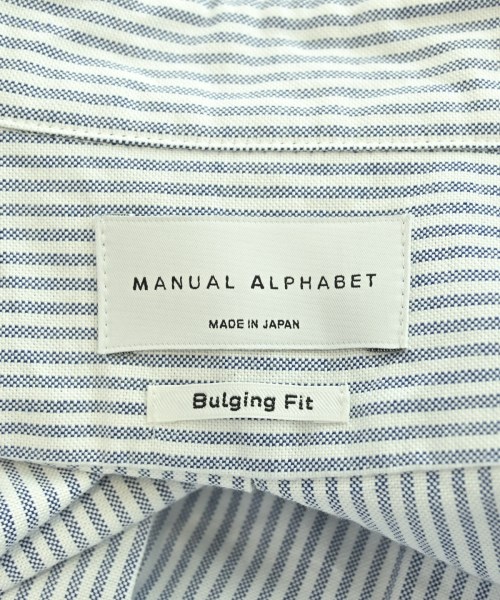 MANUAL ALPHABET
MADE IN JAPAN
Bulging Fit